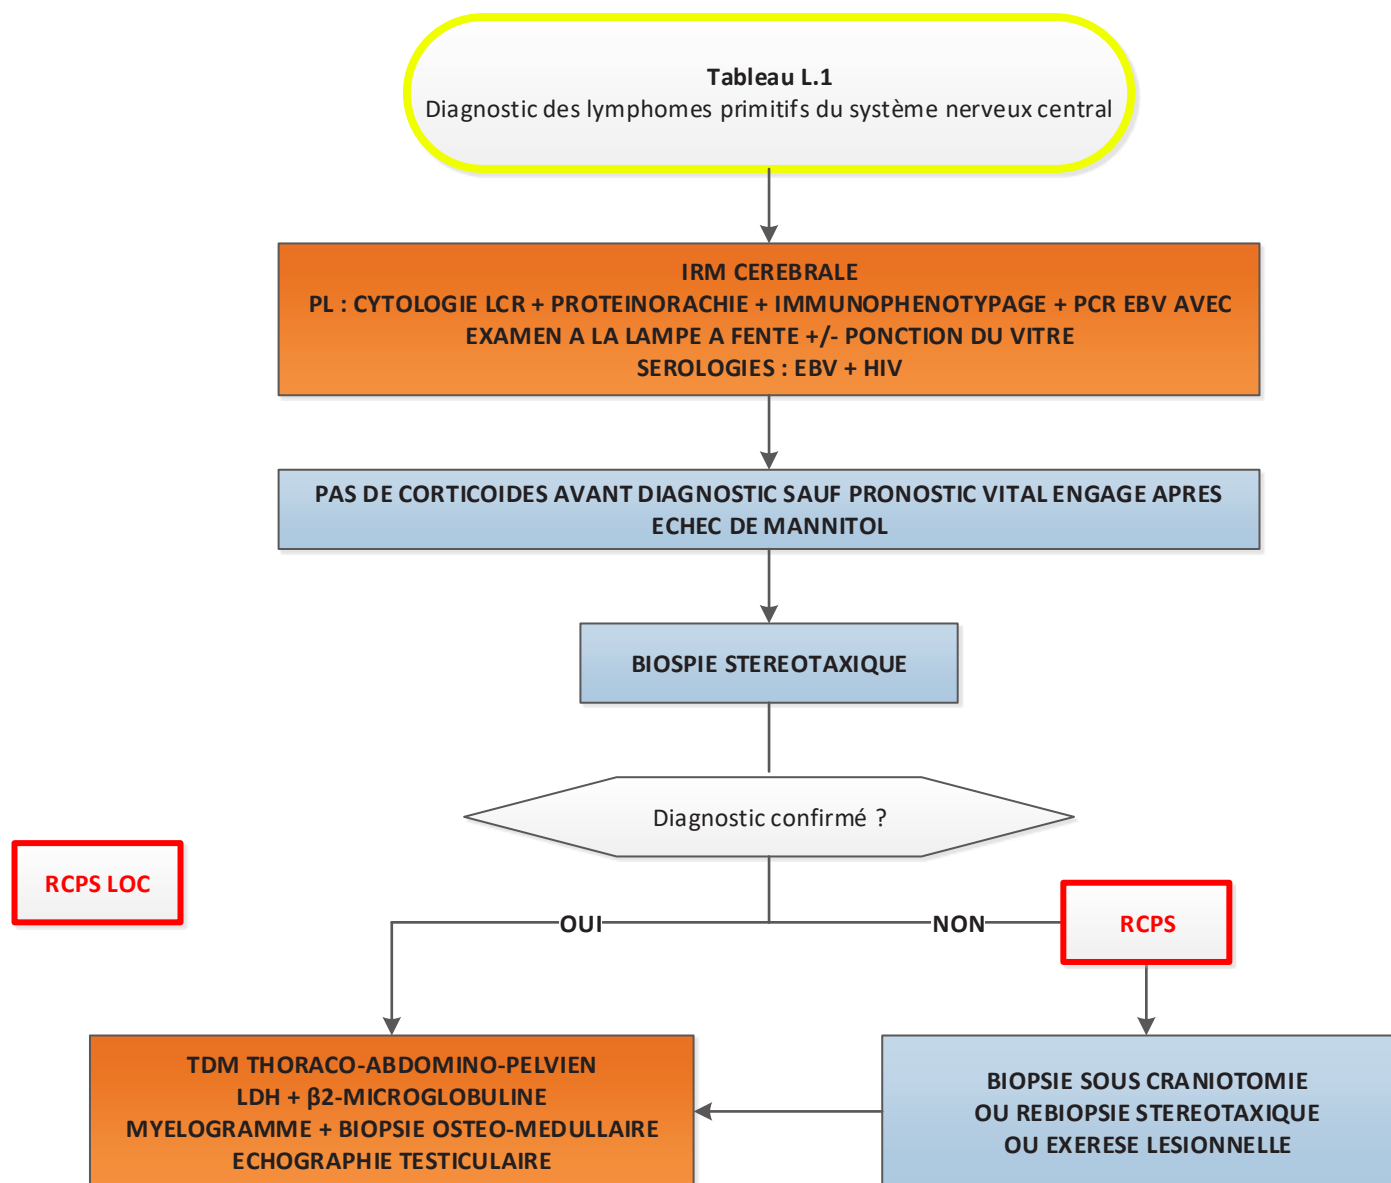 Tableau L.1
Diagnostic des lymphomes primitifs du système nerveux central
IRM CEREBRALE
PL : CYTOLOGIE LCR + PROTEINORACHIE + IMMUNOPHENOTYPAGE + PCR EBV AVEC
EXAMEN A LA LAMPE A FENTE +/- PONCTION DU VITRE
SEROLOGIES : EBV + HIV
PAS DE CORTICOIDES AVANT DIAGNOSTIC SAUF PRONOSTIC VITAL ENGAGE APRES
ECHEC DE MANNITOL
BIOSPIE STEREOTAXIQUE
Diagnostic confirmé ?
RCPS LOC
OUI
NON
RCPS
TDM THORACO-ABDOMINO-PELVIEN
LDH + β2-MICROGLOBULINE
MYELOGRAMME + BIOPSIE OSTEO-MEDULLAIRE
ECHOGRAPHIE TESTICULAIRE
BIOPSIE SOUS CRANIOTOMIE
OU REBIOPSIE STEREOTAXIQUE
OU EXERESE LESIONNELLE